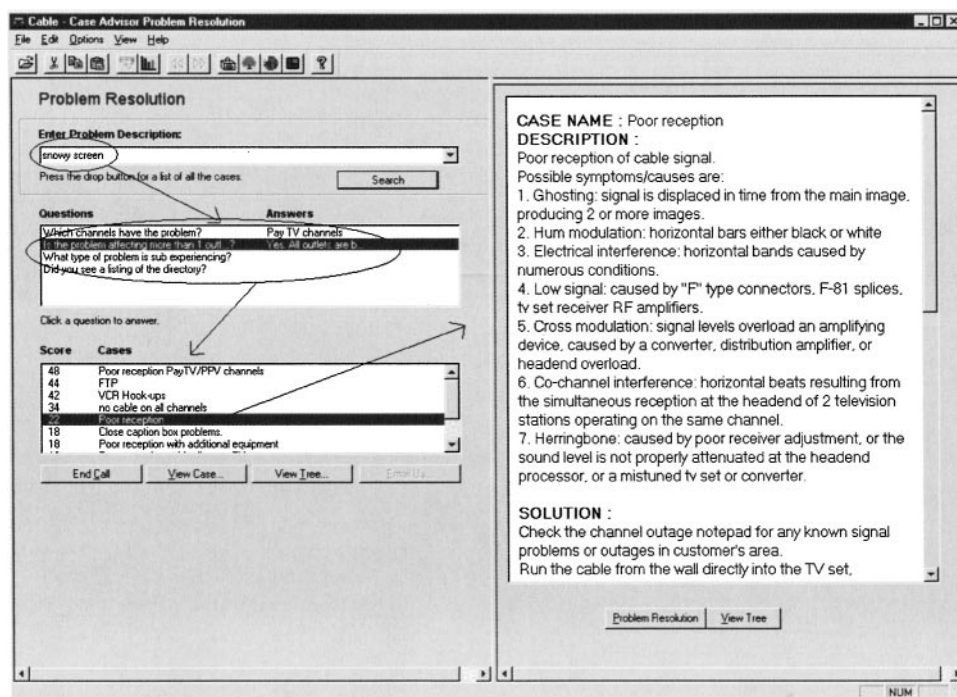 Cable - Case Advisor Problem Resolution
File Edit Options View Help
Problem Resolution
Enter Problem Description:
snowy screen
Press the drop button for a list of all the cases.
Search
Questions Answers
Which channels have the problem? Pay TV channels
Is the problem affecting more than 1 outl...? Yes. All outlets are b...
What type of problem is sub experiencing?
Did you see a listing of the directory?
Click a question to answer.
Score Cases
48 Poor reception PayTV/PPV channels
44 FTP
42 VCR Hook-ups
34 no cable on all channels
22 Poor reception
18 Close caption box problems.
18 Poor reception with additional equipment
End Call View Case... View Tree...
CASE NAME : Poor reception
DESCRIPTION :
Poor reception of cable signal.
Possible symptoms/causes are:
1. Ghosting: signal is displaced in time from the main image,
producing 2 or more images.
2. Hum modulation: horizontal bars either black or white
3. Electrical interference: horizontal bands caused by
numerous conditions.
4. Low signal: caused by "F" type connectors, F-81 splices,
tv set receiver RF amplifiers.
5. Cross modulation: signal levels overload an amplifying
device, caused by a converter, distribution amplifier, or
headend overload.
6. Co-channel interference: horizontal beats resulting from
the simultaneous reception at the headend of 2 television
stations operating on the same channel.
7. Herringbone: caused by poor receiver adjustment, or the
sound level is not properly attenuated at the headend
processor, or a mistuned tv set or converter.
SOLUTION :
Check the channel outage notepad for any known signal
problems or outages in customer's area.
Run the cable from the wall directly into the TV set,
Problem Resolution View Tree
NUM